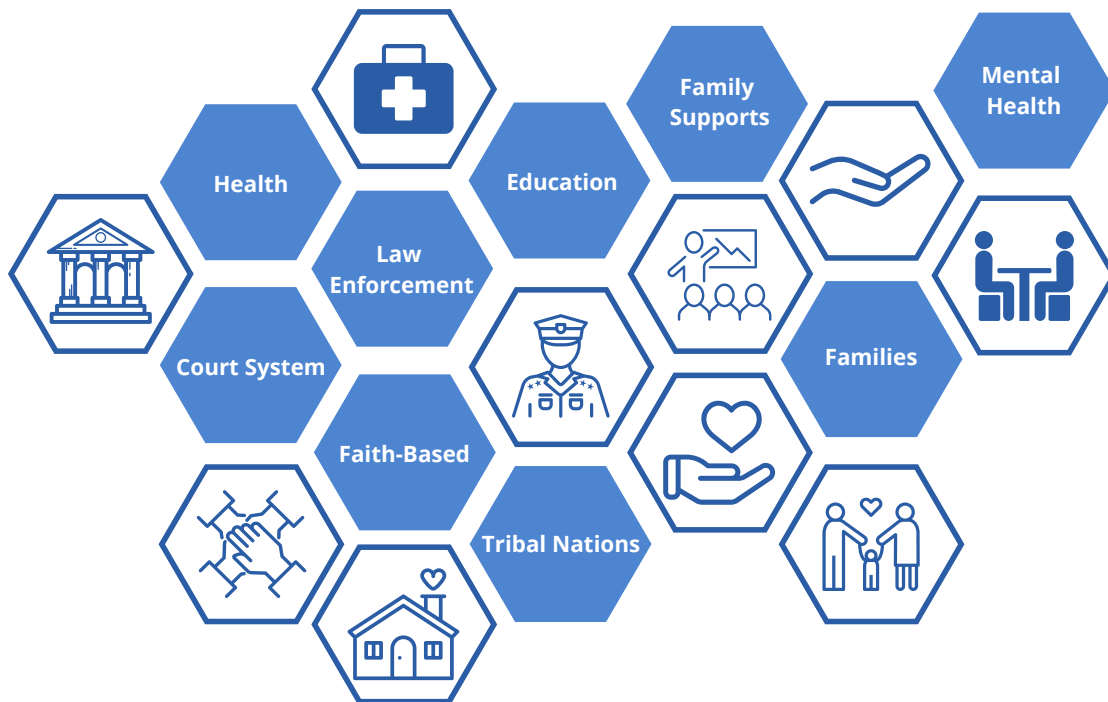 Mental
Health
Family
Supports
Education
Health
Law
Enforcement
Families
Court System
Faith-Based
Tribal Nations